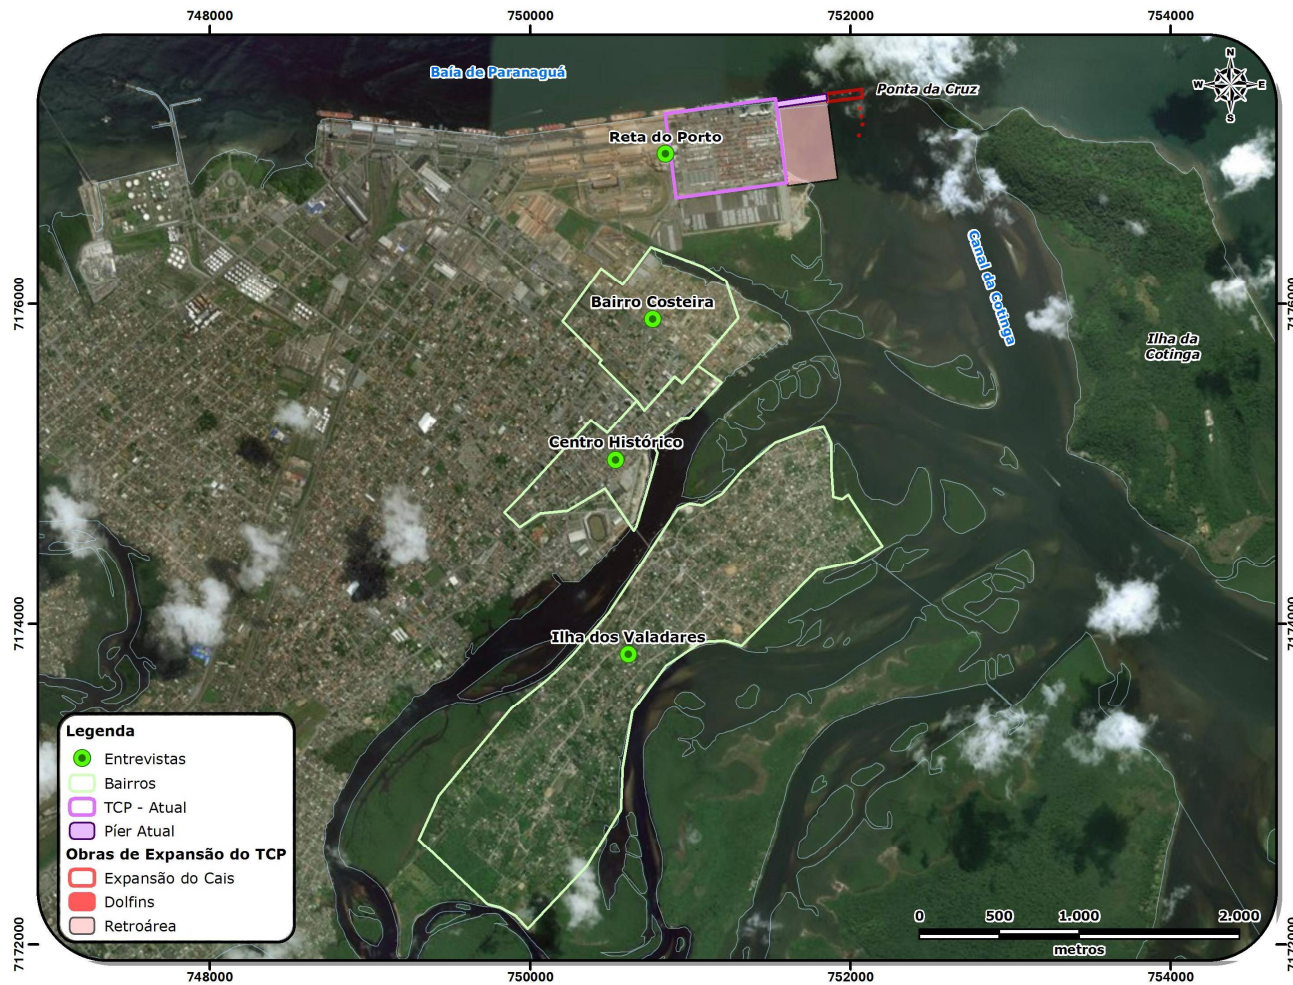 748000
750000
752000
754000
Baía de Paranaguá
Ponta da Cruz
N
W
E
S
Reta do Porto
Canal da Cotinga
7176000
Bairro Costeira
7176000
Ilha da
Cotinga
Centro Histórico
7174000
Ilha dos Valadares
7174000
Legenda
Entrevistas
Bairros
TCP - Atual
Píer Atual
Obras de Expansão do TCP
Expansão do Cais
Dolfins
Retroárea
0
500
1.000
2.000
metros
7172000
7172000
748000
750000
752000
754000